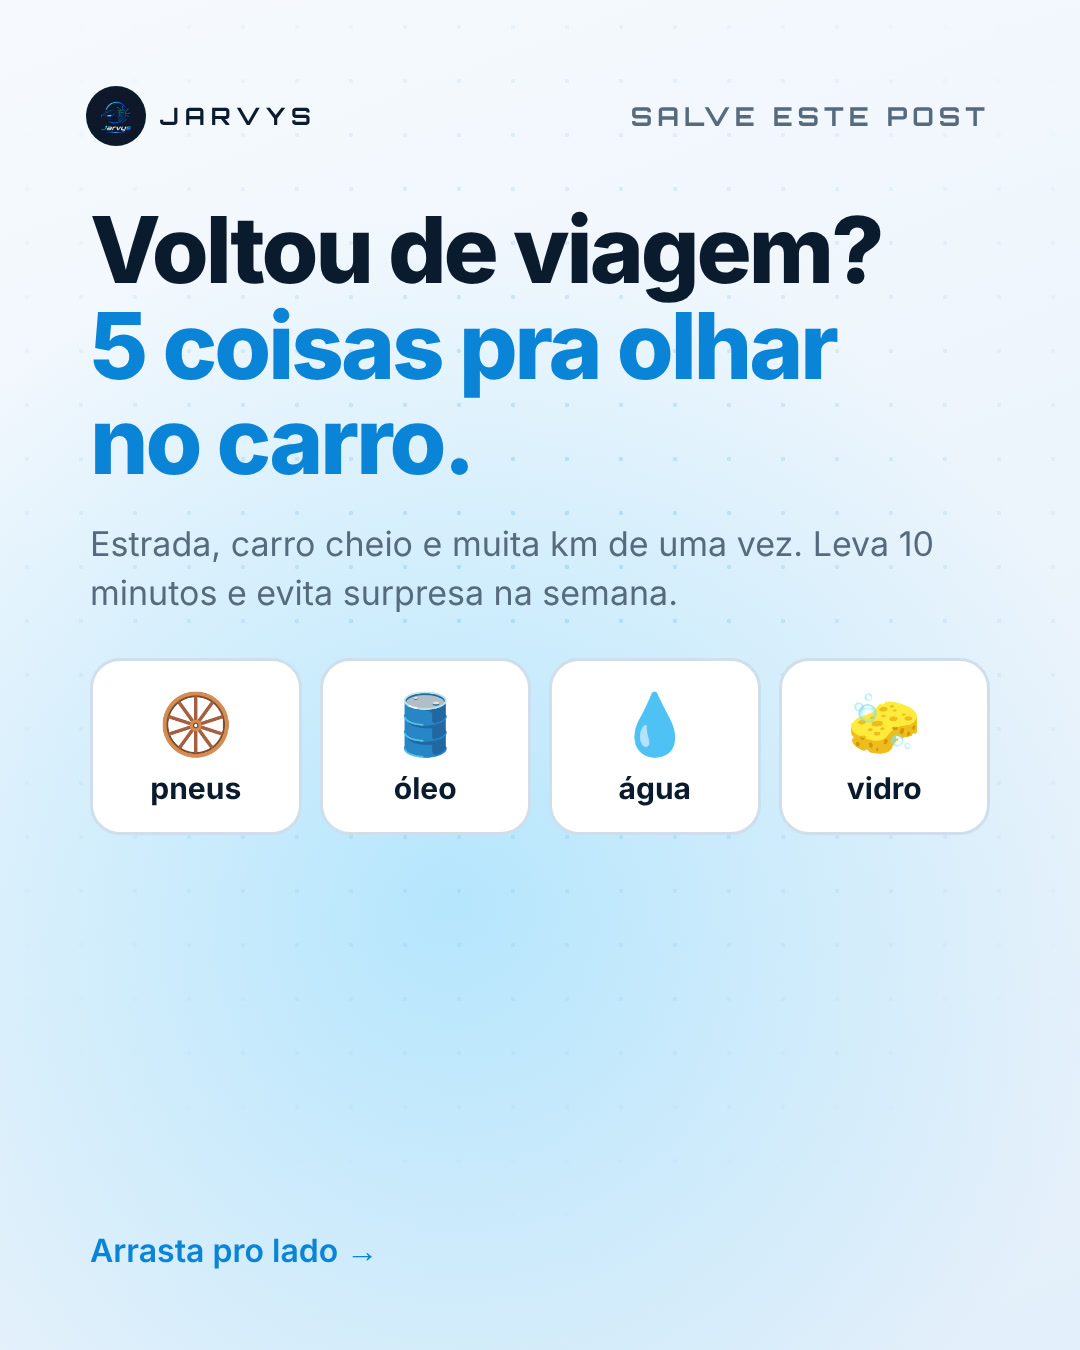 Jarvys
JARVYS
SALVE ESTE POST
Voltou de viagem?
5 coisas pra olhar
no carro.
Estrada, carro cheio e muita km de uma vez. Leva 10
minutos e evita surpresa na semana.
pneus
óleo
água
vidro
Arrasta pro lado →